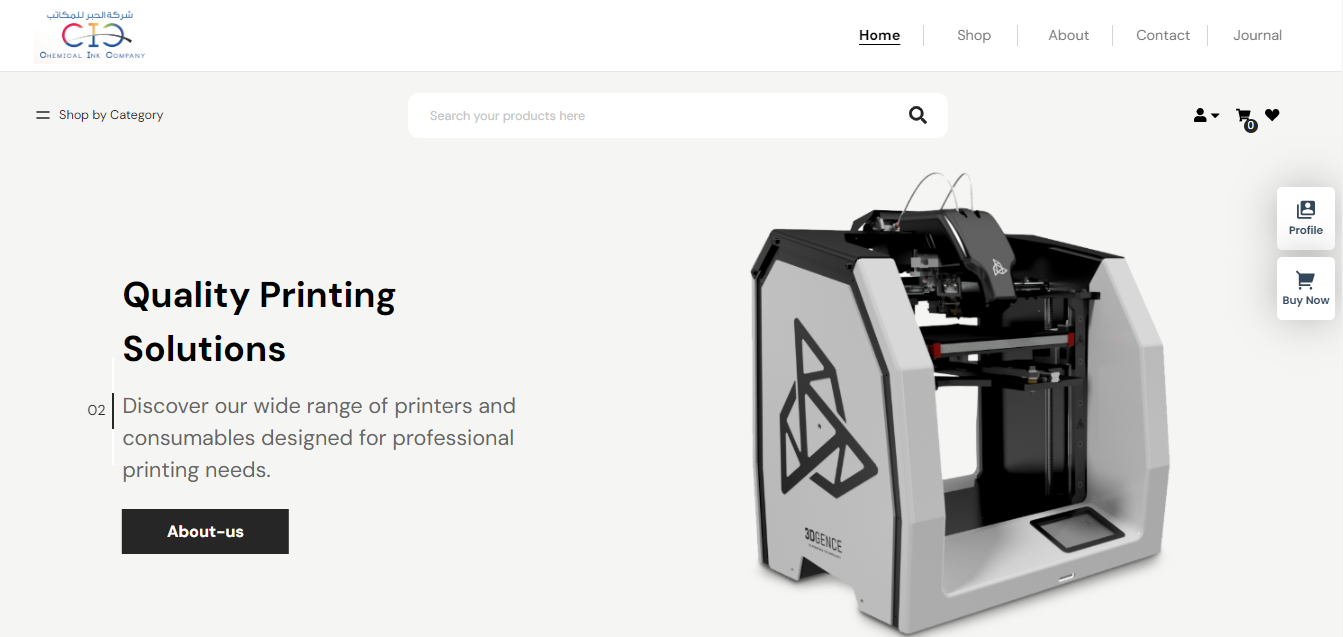 شركة الحبر للمكاتب
CIC
CHEMICAL INK COMPANY
Home
Shop
About
Contact
Journal
Shop by Category
Search your products here
0
Profile
Buy Now
Quality Printing
Solutions
02
Discover our wide range of printers and
consumables designed for professional
printing needs.
About-us
3DGENCE